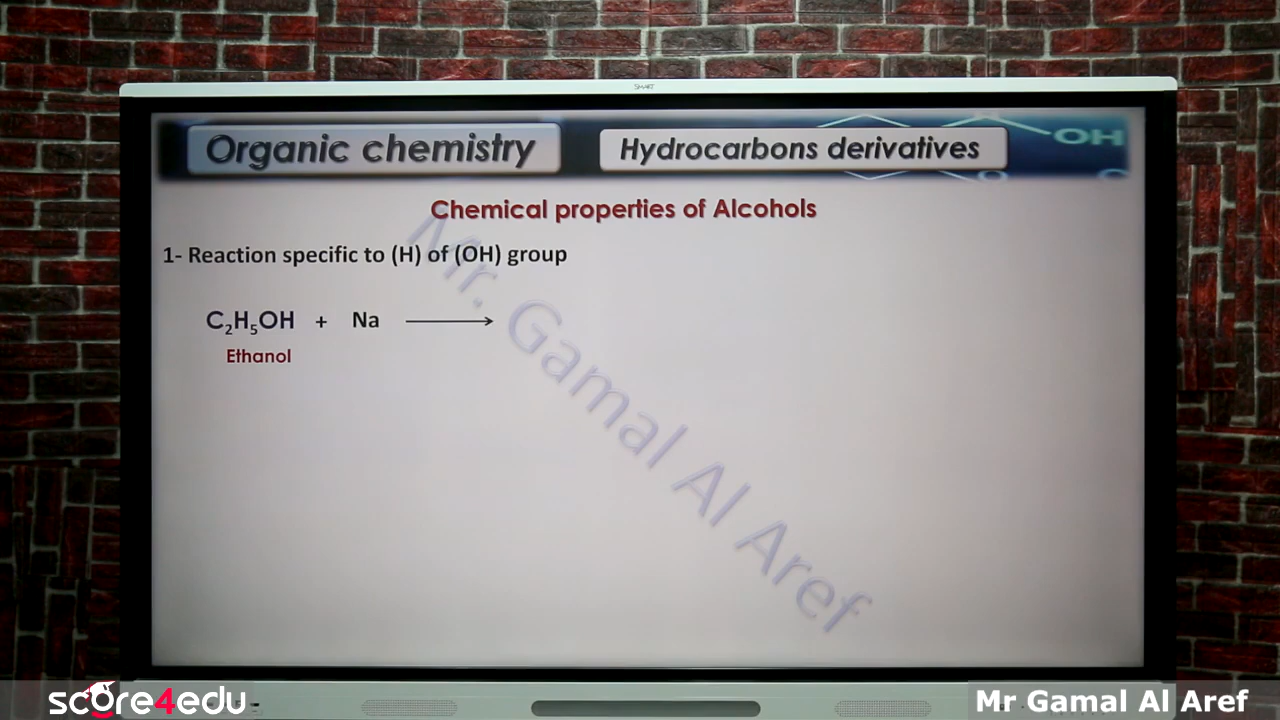 SMART
Organic chemistry
Hydrocarbons derivatives
OH
O
Chemical properties of Alcohols
1- Reaction specific to (H) of (OH) group
C₂H₅OH + Na ⟶
Ethanol
Mr. Gamal Al Aref
score4edu
Mr Gamal Al Aref